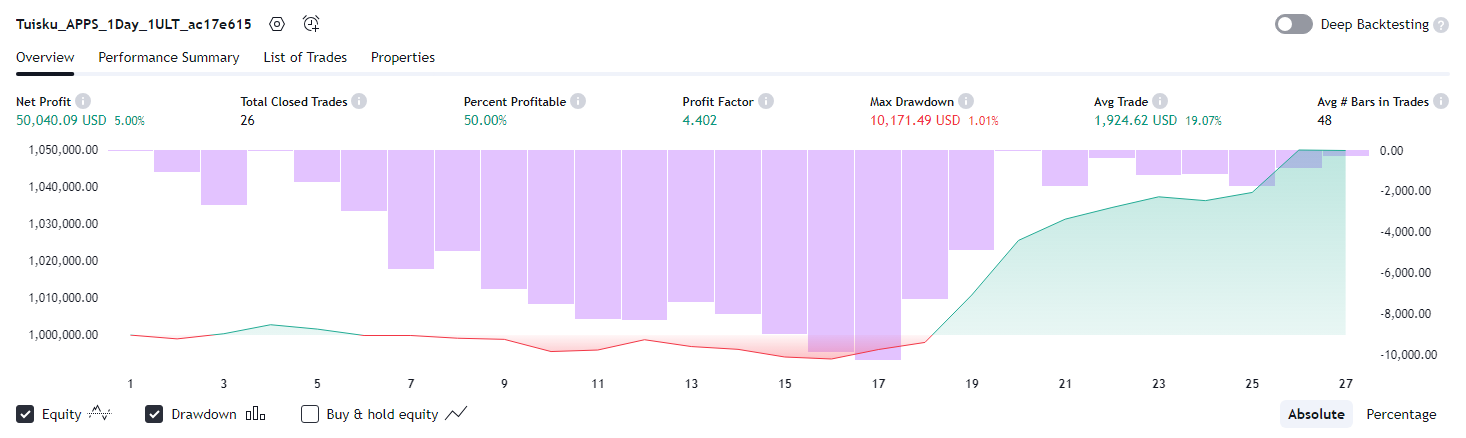 Tuisku_APPS_1Day_1ULT_ac17e615 Deep Backtesting ?
Overview Performance Summary List of Trades Properties
Net Profit i Total Closed Trades i Percent Profitable i Profit Factor i Max Drawdown i Avg Trade i Avg # Bars in Trades i
50,040.09 USD 5.00% 26 50.00% 4.402 10,171.49 USD 1.01% 1,924.62 USD 19.07% 48
1,050,000.00 0.00
1,040,000.00 -2,000.00
1,030,000.00 -4,000.00
1,020,000.00 -6,000.00
1,010,000.00 -8,000.00
1,000,000.00 -10,000.00
1 3 5 7 9 11 13 15 17 19 21 23 25 27
Equity Drawdown Buy & hold equity Absolute Percentage